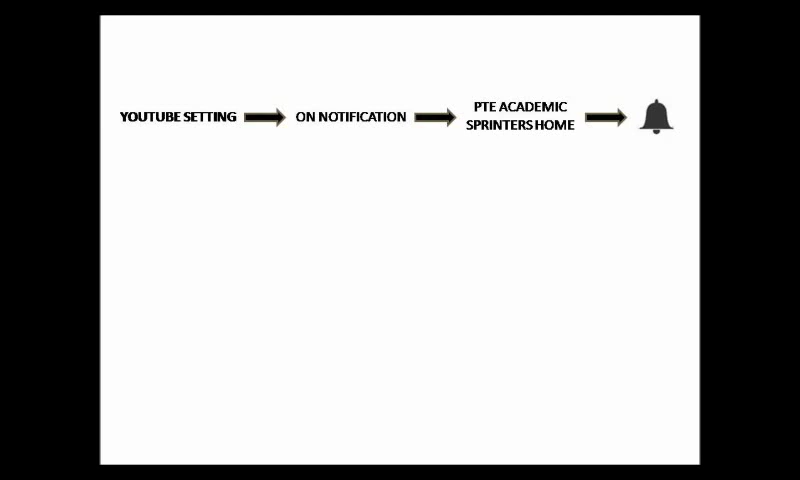 YOUTUBE SETTING
ON NOTIFICATION
PTE ACADEMIC
SPRINTERS HOME